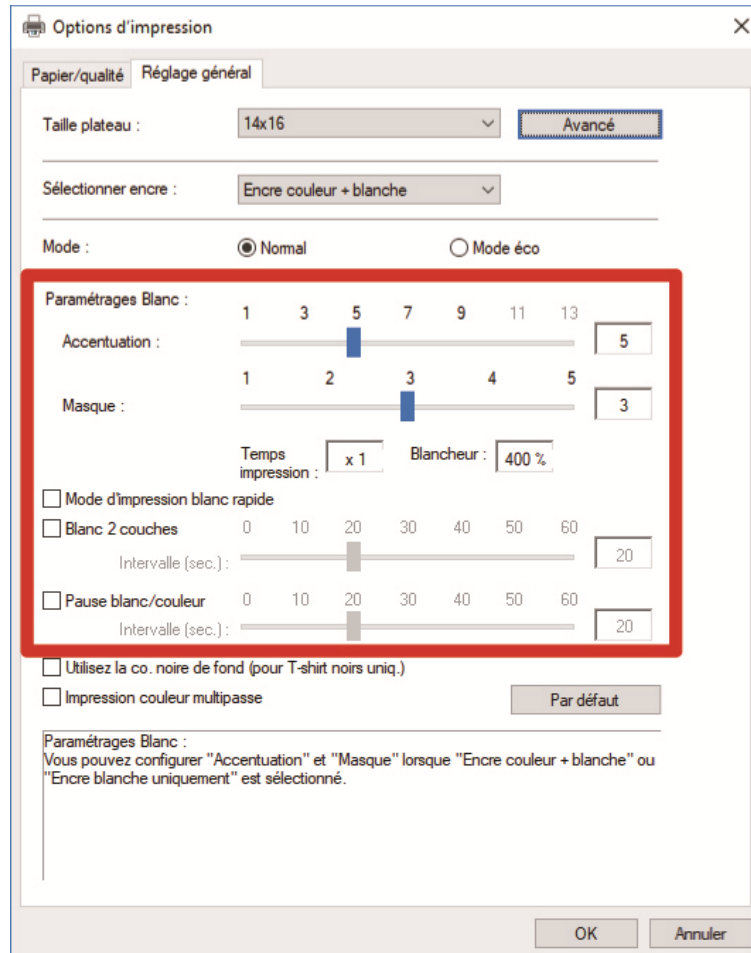 Options d'impression
Papier/qualité Réglage général
Taille plateau : 14x16 Avancé
Sélectionner encre : Encre couleur + blanche
Mode : Normal Mode éco
Paramétrages Blanc :
1 3 5 7 9 11 13
Accentuation : 5
1 2 3 4 5
Masque : 3
Temps impression : x 1 Blancheur : 400 %
Mode d'impression blanc rapide
Blanc 2 couches 0 10 20 30 40 50 60
Intervalle (sec.) : 20
Pause blanc/couleur 0 10 20 30 40 50 60
Intervalle (sec.) : 20
Utilisez la co. noire de fond (pour T-shirt noirs uniq.)
Impression couleur multipasse Par défaut
Paramétrages Blanc :
Vous pouvez configurer "Accentuation" et "Masque" lorsque "Encre couleur + blanche" ou
"Encre blanche uniquement" est sélectionné.
OK Annuler